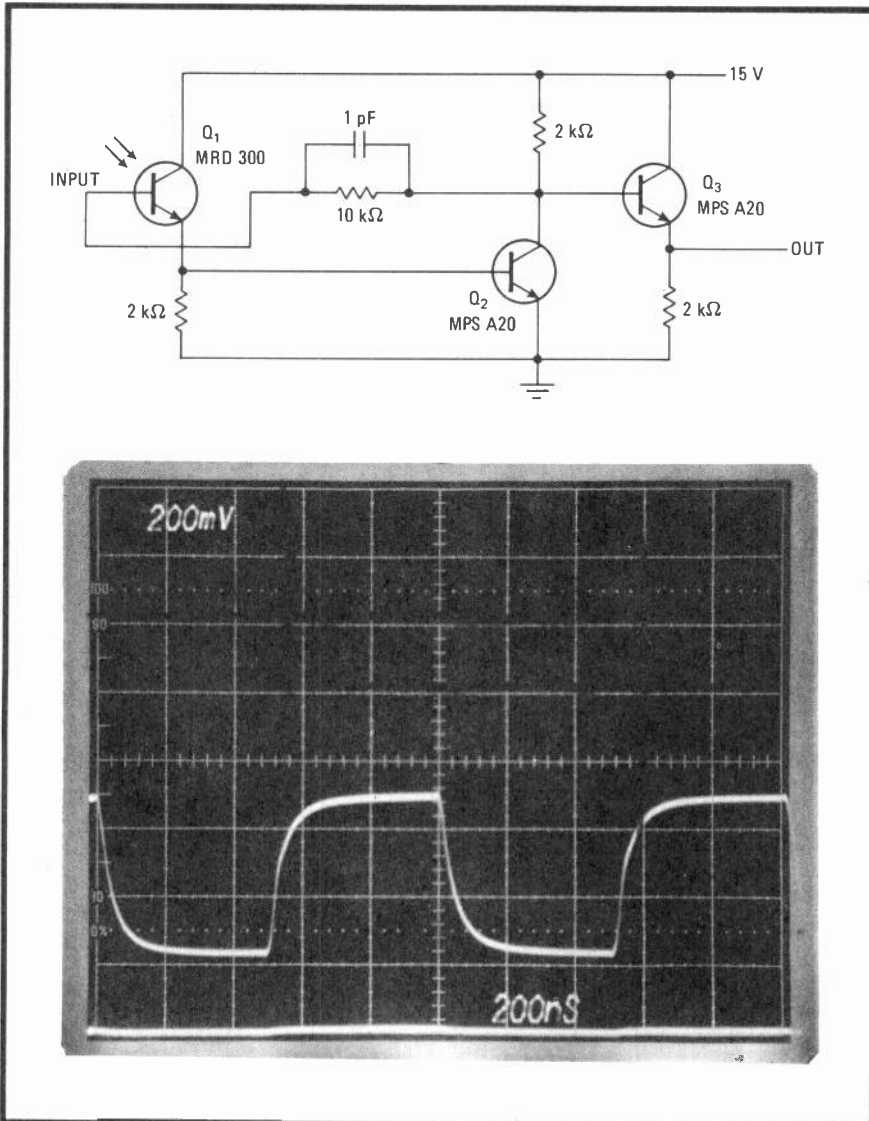 15 V
1 pF
2 kΩ
Q1
MRD 300
INPUT
10 kΩ
Q3
MPS A20
OUT
2 kΩ
Q2
MPS A20
2 kΩ
200mV
100
90
10
0%
200nS